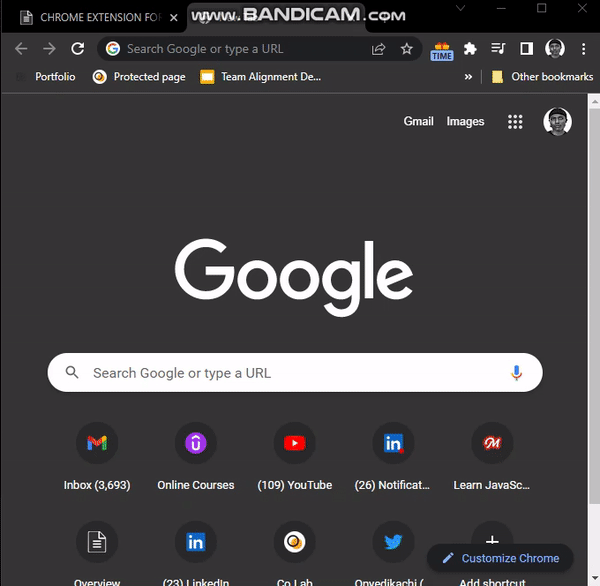 CHROME EXTENSION FOR
www.BANDICAM.com
Search Google or type a URL
TIME
Portfolio
Protected page
Team Alignment De...
»
Other bookmarks
Gmail
Images
Google
Search Google or type a URL
Inbox (3,693)
Online Courses
(109) YouTube
(26) Notificat...
Learn JavaSc...
Overview
(23) LinkedIn
Co Lab
Onyedikachi (
Add shortcut
Customize Chrome